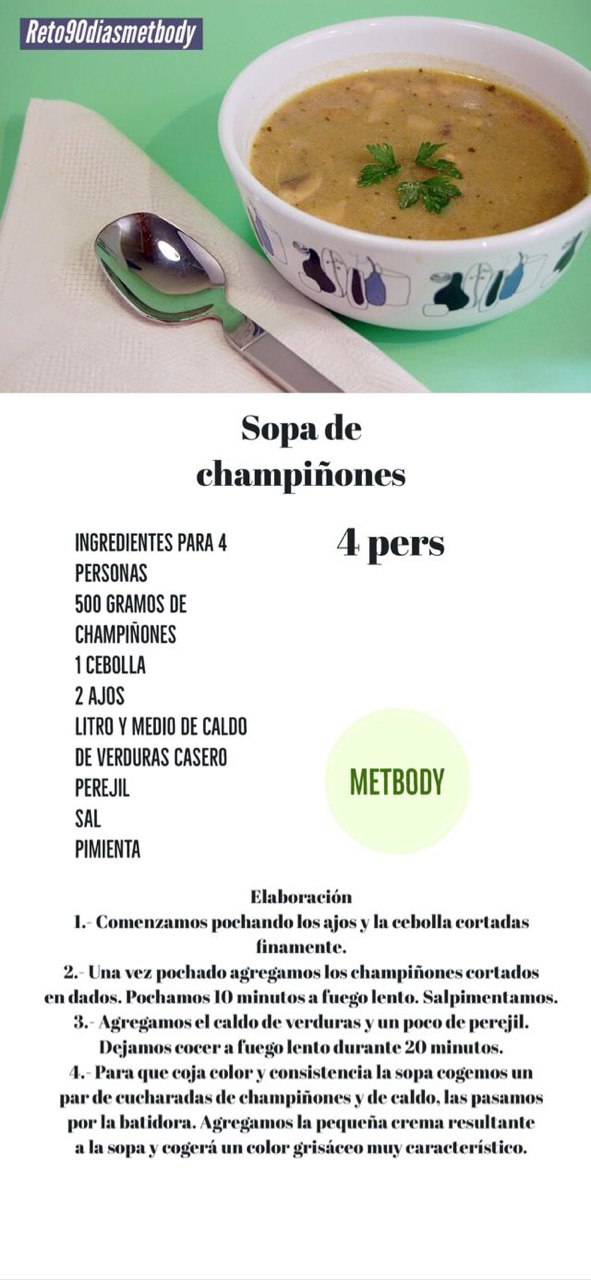 Reto90diasmetbody
Sopa de
champiñones
4 pers
INGREDIENTES PARA 4
PERSONAS
500 GRAMOS DE
CHAMPIÑONES
1 CEBOLLA
2 AJOS
LITRO Y MEDIO DE CALDO
DE VERDURAS CASERO
PEREJIL
SAL
PIMIENTA
METBODY
Elaboración
1.- Comenzamos pochando los ajos y la cebolla cortadas
finamente.
2.- Una vez pochado agregamos los champiñones cortados
en dados. Pochamos 10 minutos a fuego lento. Salpimentamos.
3.- Agregamos el caldo de verduras y un poco de perejil.
Dejamos cocer a fuego lento durante 20 minutos.
4.- Para que coja color y consistencia la sopa cogemos un
par de cucharadas de champiñones y de caldo, las pasamos
por la batidora. Agregamos la pequeña crema resultante
a la sopa y cogerá un color grisáceo muy característico.